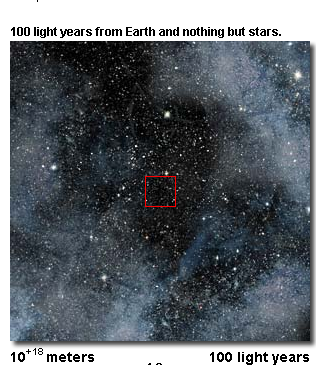 100 light years from Earth and nothing but stars.
10+18 meters 100 light years